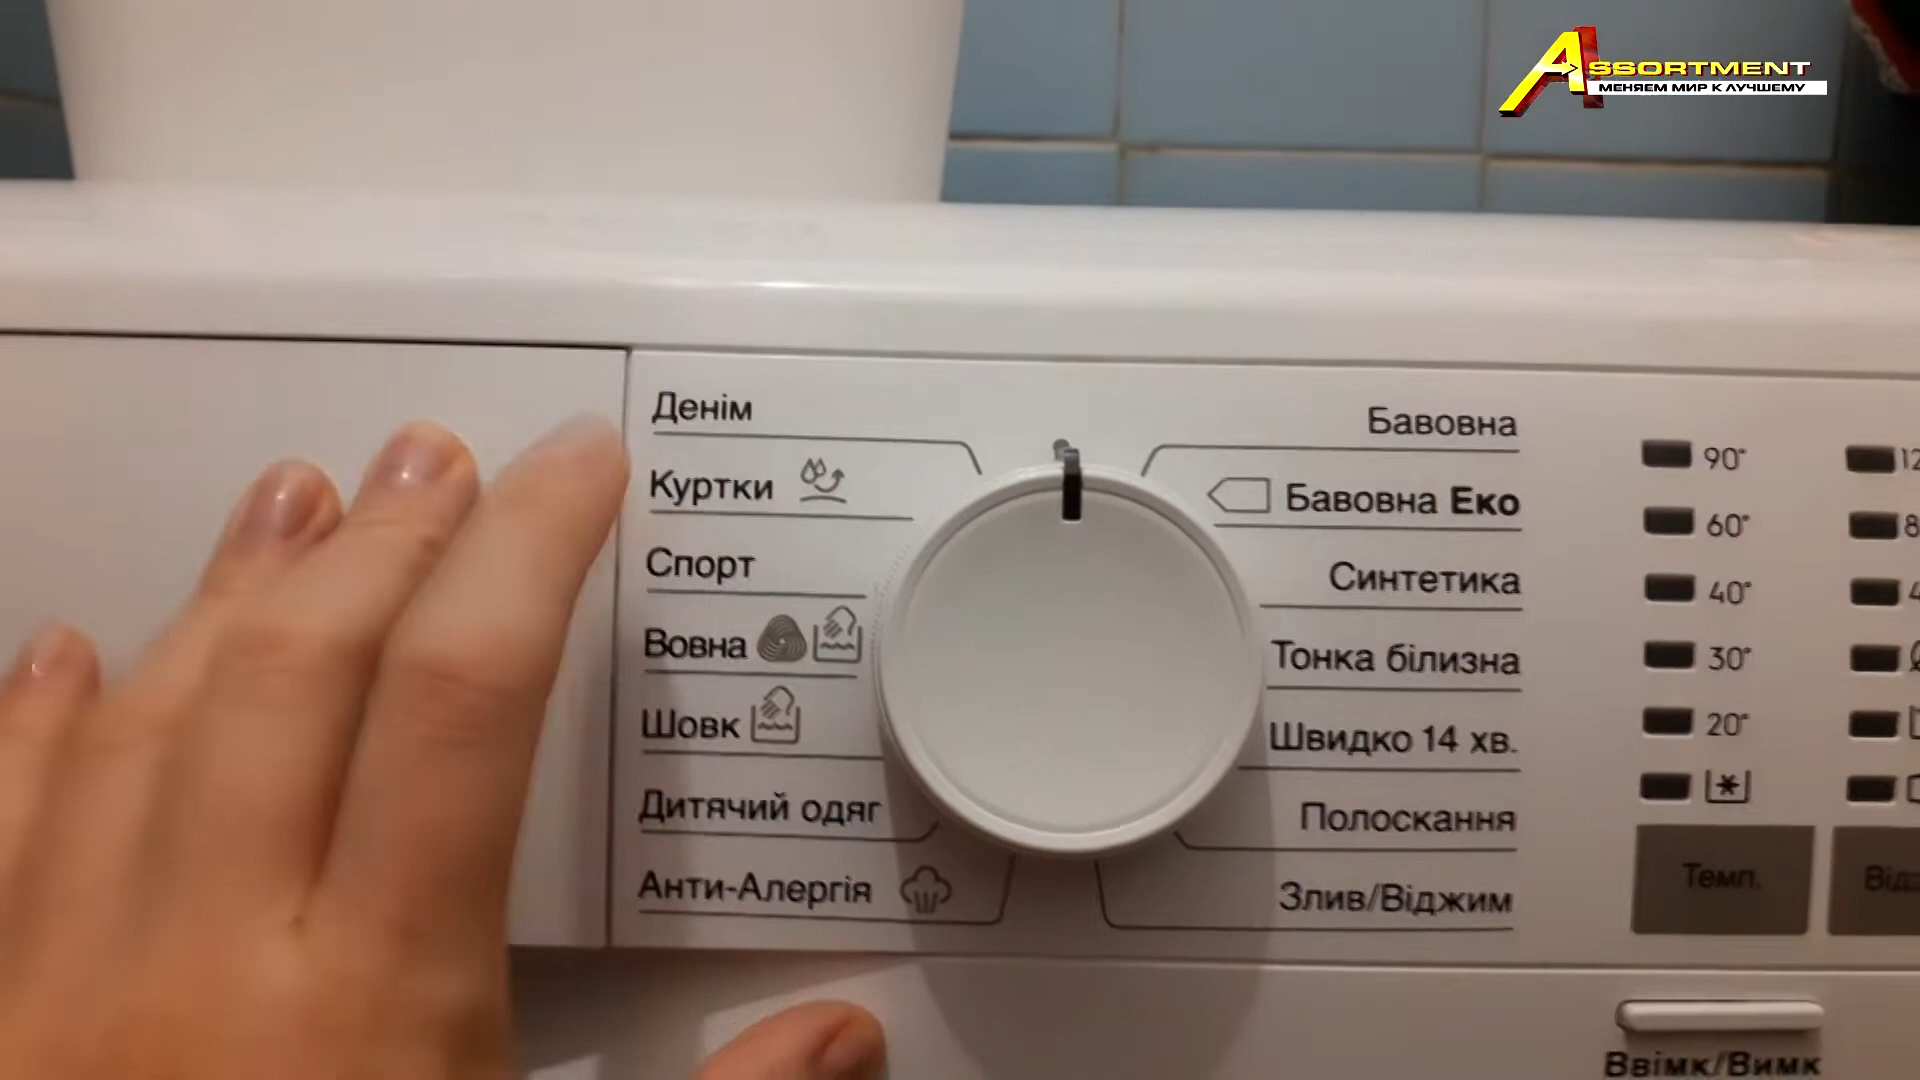 ASSORTMENT
МЕНЯЕМ МИР К ЛУЧШЕМУ
Денім
Куртки
Спорт
Вовна
Шовк
Дитячий одяг
Анти-Алергія
Бавовна
Бавовна Еко
Синтетика
Тонка білизна
Швидко 14 хв.
Полоскання
Злив/Віджим
90°
60°
40°
30°
20°
Темп.
Ввімк/Вимк